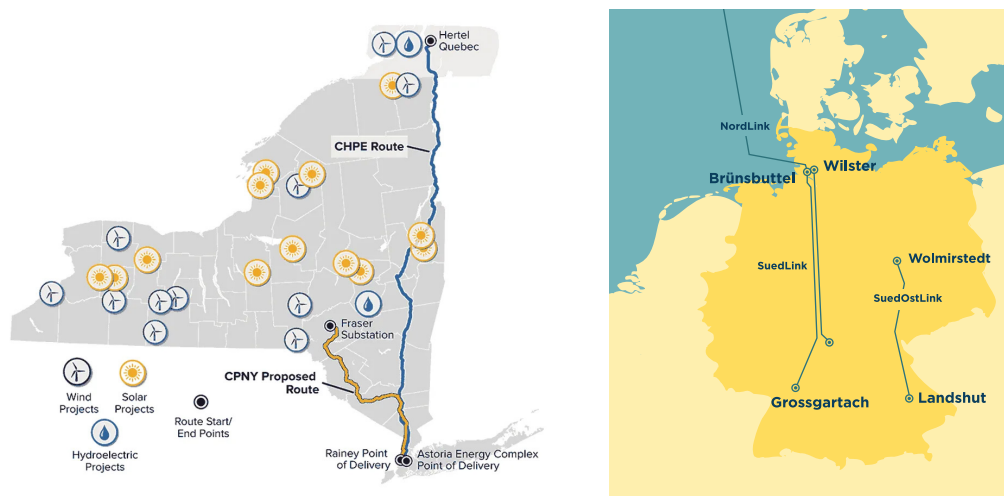 Hertel
Quebec
CHPE Route
Fraser
Substation
CPNY Proposed
Route
Wind
Projects
Solar
Projects
Route Start/
End Points
Hydroelectric
Projects
Rainey Point
of Delivery
Astoria Energy Complex
Point of Delivery
NordLink
Brünsbuttel
Wilster
SuedLink
Wolmirstedt
SuedOstLink
Grossgartach
Landshut